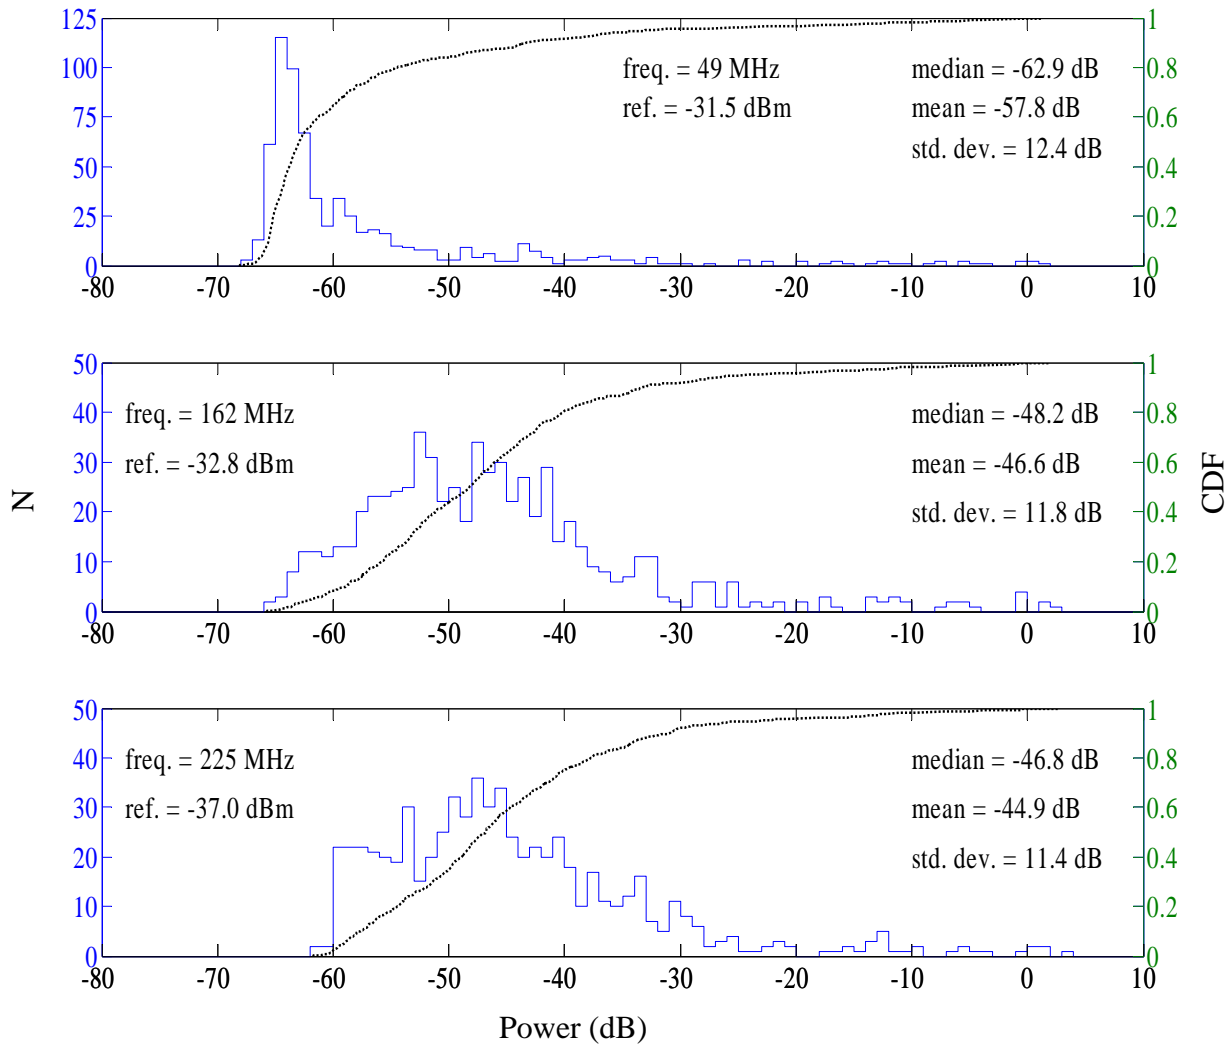 125
100
75
50
25
0
1
0.8
0.6
0.4
0.2
0
freq. = 49 MHz
ref. = -31.5 dBm
median = -62.9 dB
mean = -57.8 dB
std. dev. = 12.4 dB
-80 -70 -60 -50 -40 -30 -20 -10 0 10
50
40
30
20
10
0
1
0.8
0.6
0.4
0.2
0
freq. = 162 MHz
ref. = -32.8 dBm
median = -48.2 dB
mean = -46.6 dB
std. dev. = 11.8 dB
-80 -70 -60 -50 -40 -30 -20 -10 0 10
N
CDF
50
40
30
20
10
0
1
0.8
0.6
0.4
0.2
0
freq. = 225 MHz
ref. = -37.0 dBm
median = -46.8 dB
mean = -44.9 dB
std. dev. = 11.4 dB
-80 -70 -60 -50 -40 -30 -20 -10 0 10
Power (dB)